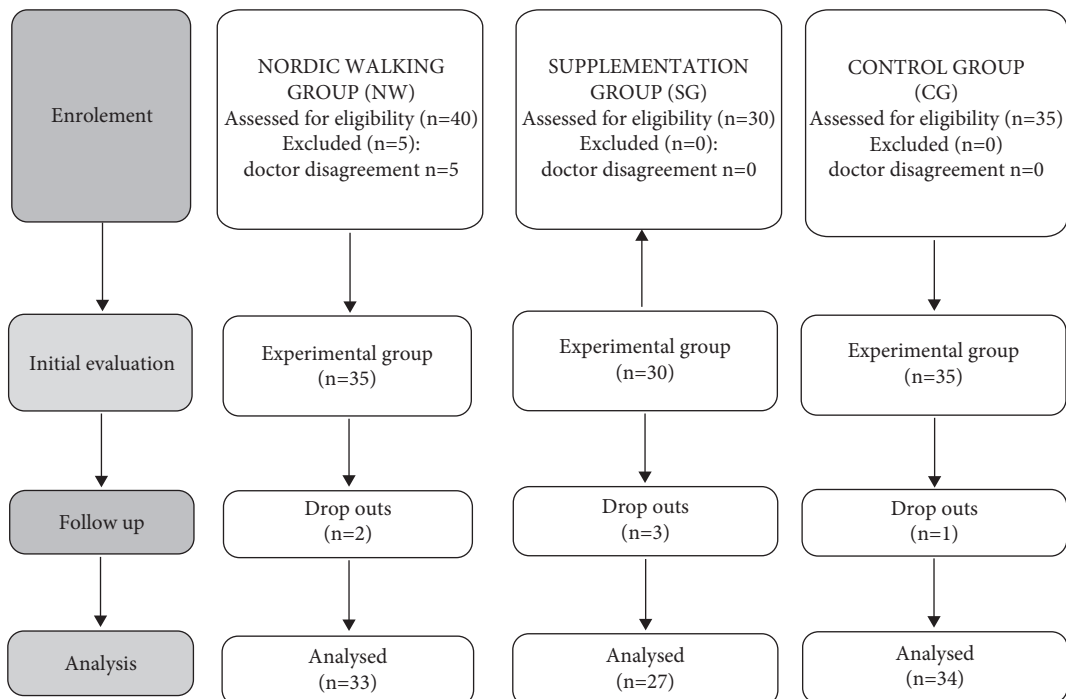 Enrolement
NORDIC WALKING
GROUP (NW)
Assessed for eligibility (n=40)
Excluded (n=5):
doctor disagreement n=5
SUPPLEMENTATION
GROUP (SG)
Assessed for eligibility (n=30)
Excluded (n=0):
doctor disagreement n=0
CONTROL GROUP
(CG)
Assessed for eligibility (n=35)
Excluded (n=0)
doctor disagreement n=0
Initial evaluation
Experimental group
(n=35)
Experimental group
(n=30)
Experimental group
(n=35)
Follow up
Drop outs
(n=2)
Drop outs
(n=3)
Drop outs
(n=1)
Analysis
Analysed
(n=33)
Analysed
(n=27)
Analysed
(n=34)